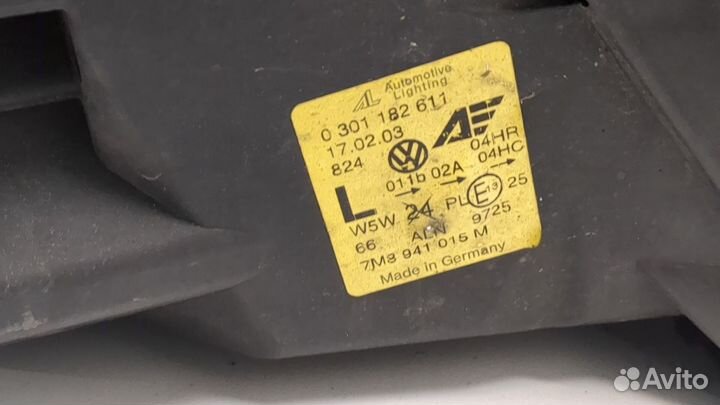 AL Automotive
Lighting
0 301 182 611
17.02.03
824
04HR
011b 02A 04HC
L
W5W 24 PL E13 25
66 ALN 9725
7M3 941 015 M
Made in Germany
Avito